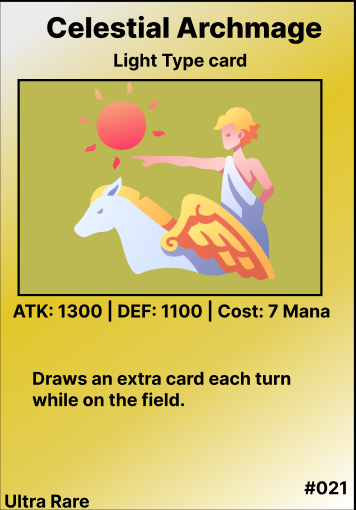 Celestial Archmage
Light Type card
ATK: 1300 | DEF: 1100 | Cost: 7 Mana
Draws an extra card each turn
while on the field.
#021
Ultra Rare